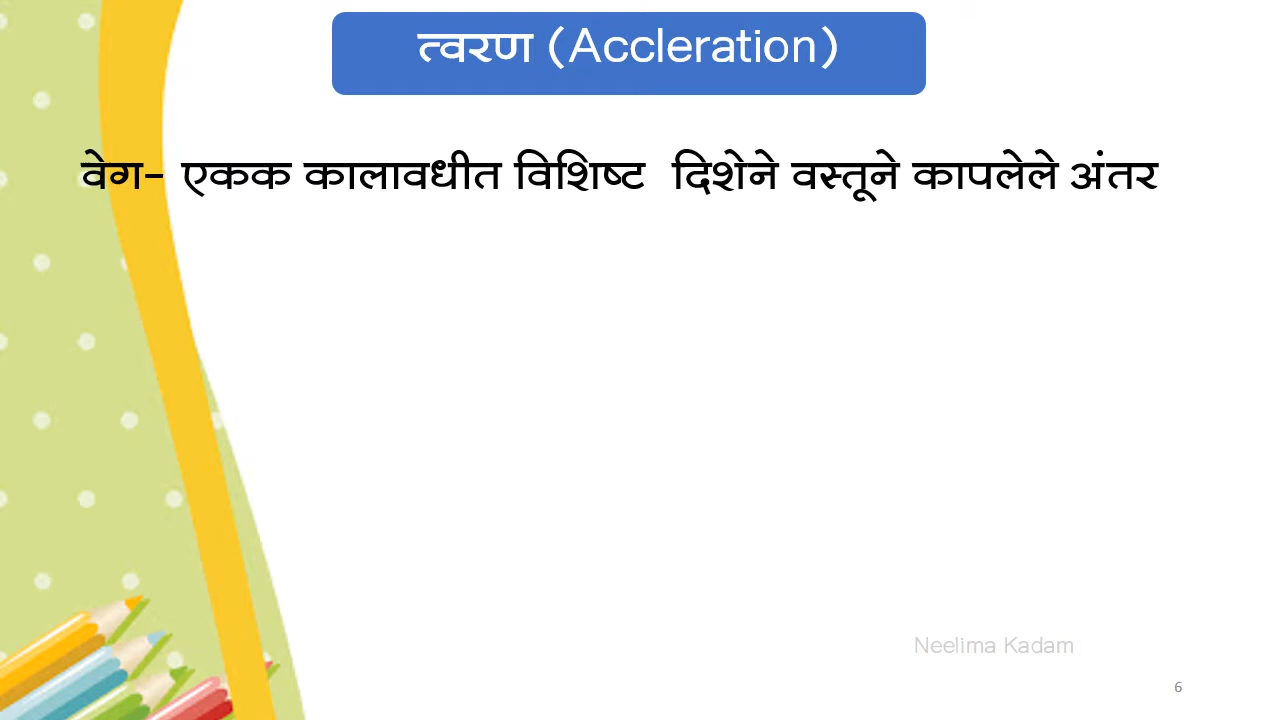 त्वरण (Accleration)
वेग- एकक कालावधीत विशिष्ट दिशेने वस्तूने कापलेले अंतर
Neelima Kadam
6